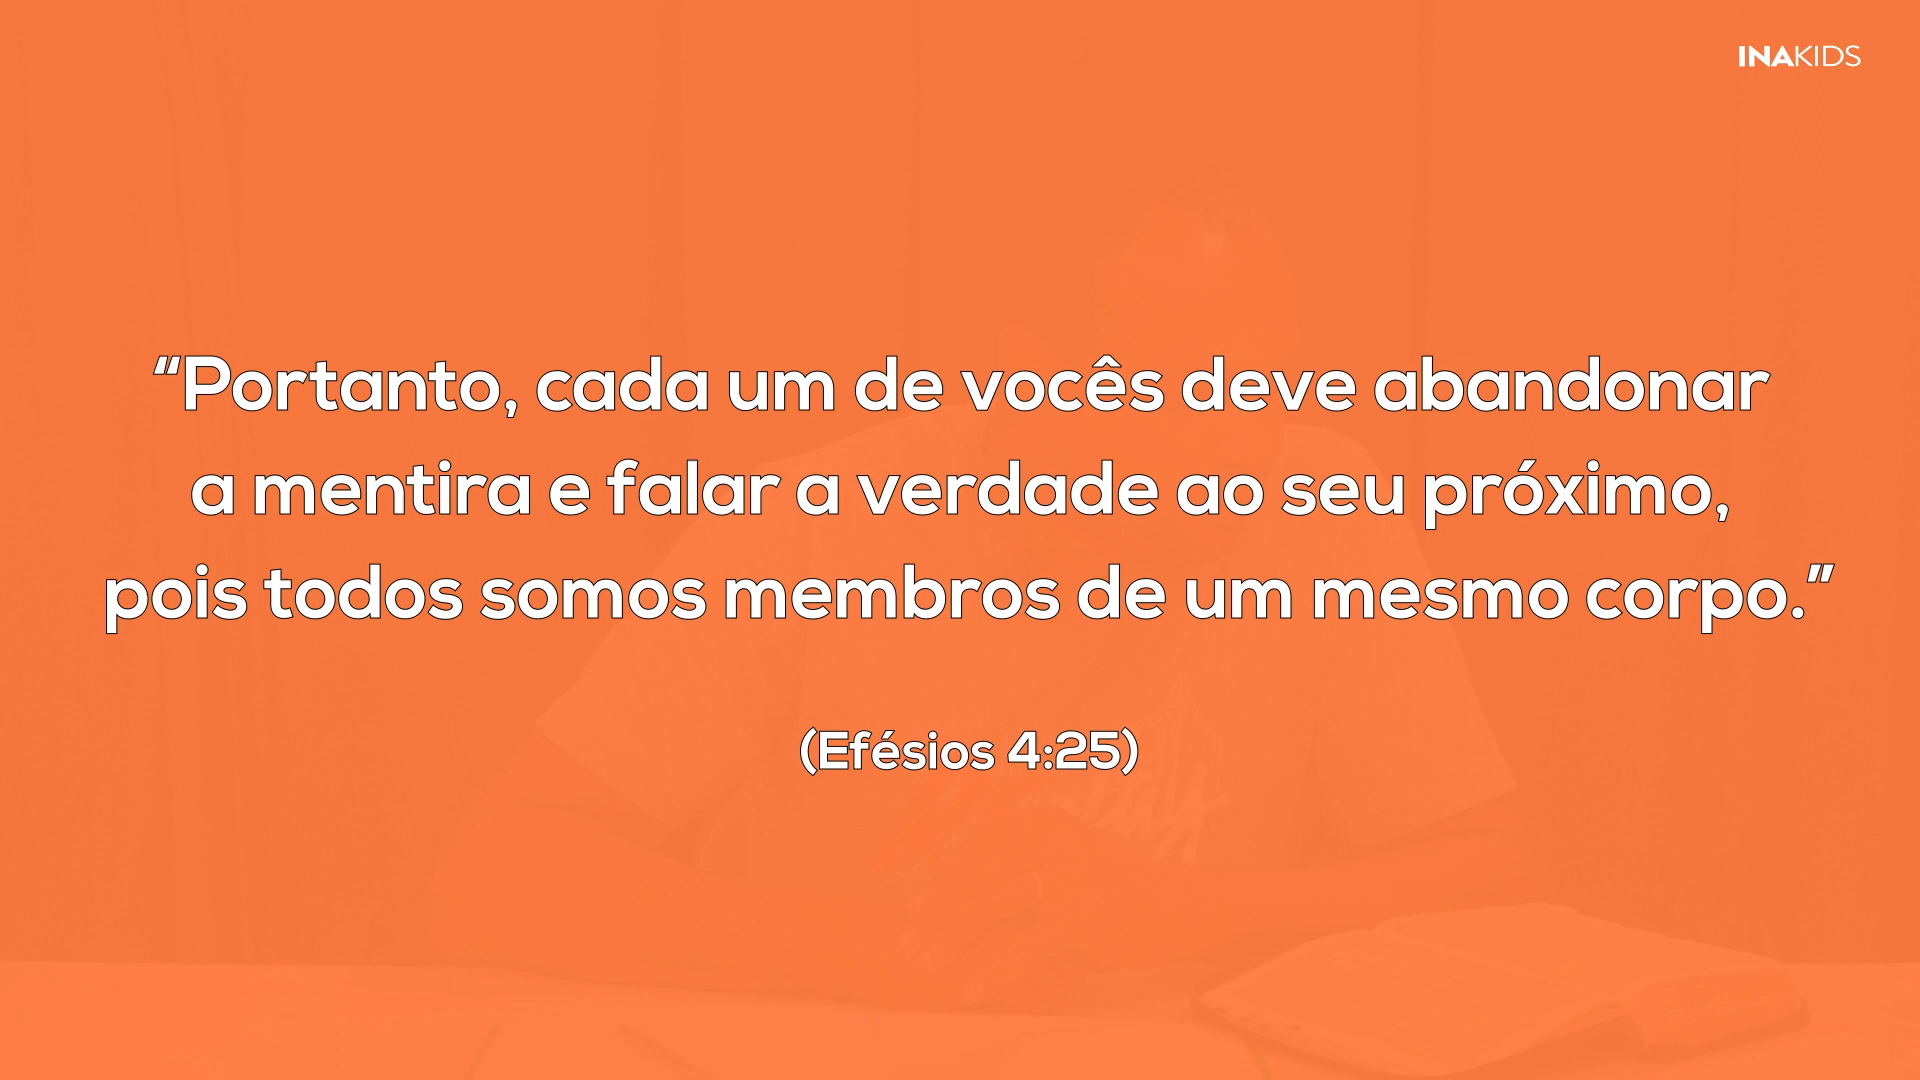 INAKIDS
“Portanto, cada um de vocês deve abandonar
a mentira e falar a verdade ao seu próximo,
pois todos somos membros de um mesmo corpo.”
(Efésios 4:25)